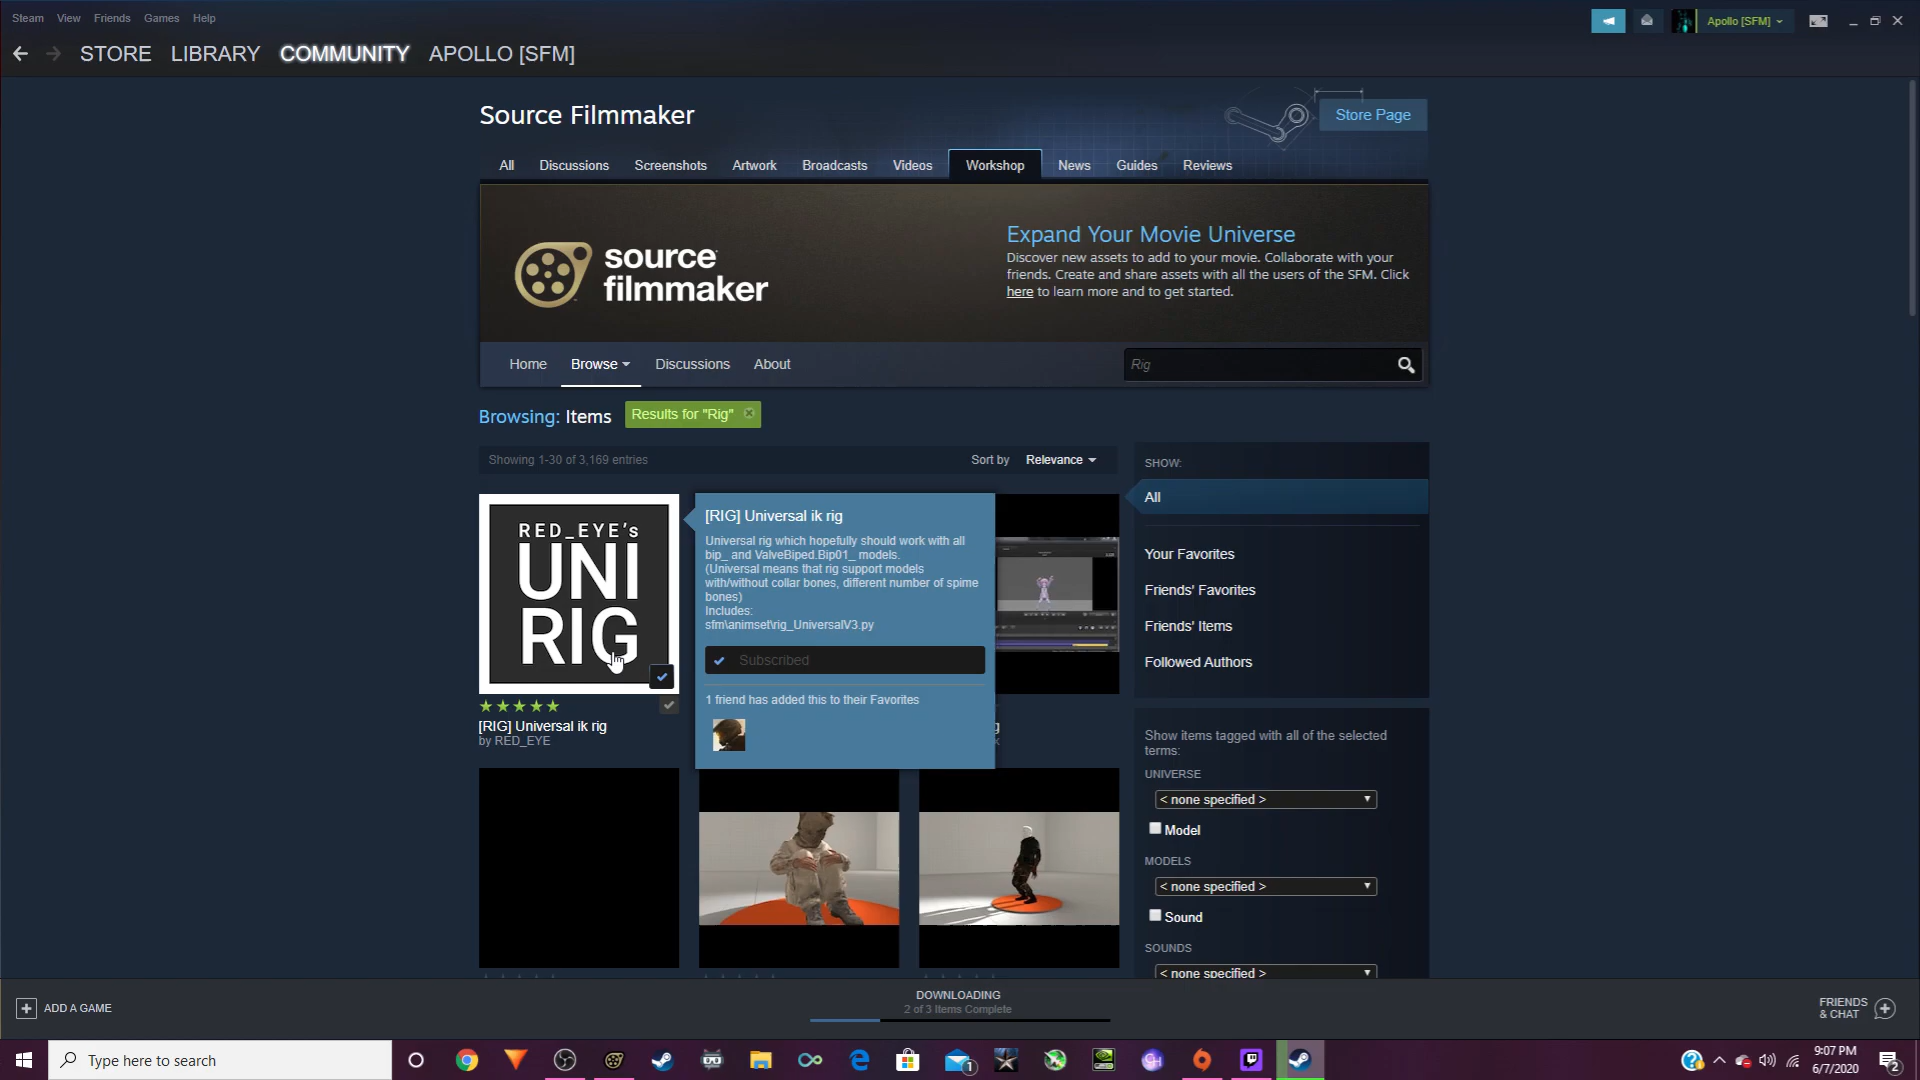 Steam View Friends Games Help
Apollo [SFM]
STORE LIBRARY COMMUNITY APOLLO [SFM]
Source Filmmaker
Store Page
All Discussions Screenshots Artwork Broadcasts Videos Workshop News Guides Reviews
source
filmmaker
Expand Your Movie Universe
Discover new assets to add to your movie. Collaborate with your
friends. Create and share assets with all the users of the SFM. Click
here to learn more and to get started.
Home Browse Discussions About
Rig
Browsing: Items Results for "Rig"
Showing 1-30 of 3,169 entries
Sort by Relevance
RED_EYE's
UNI
RIG
[RIG] Universal ik rig
by RED_EYE
[RIG] Universal ik rig
Universal rig which hopefully should work with all
bip_ and ValveBiped.Bip01_ models.
(Universal means that rig support models
with/without collar bones, different number of spime
bones)
Includes:
sfm\animset\rig_UniversalV3.py
Subscribed
1 friend has added this to their Favorites
SHOW:
All
Your Favorites
Friends' Favorites
Friends' Items
Followed Authors
Show items tagged with all of the selected
terms:
UNIVERSE
< none specified >
Model
MODELS
< none specified >
Sound
SOUNDS
< none specified >
ADD A GAME
DOWNLOADING
2 of 3 Items Complete
FRIENDS
& CHAT
Type here to search
1
9:07 PM
6/7/2020
2